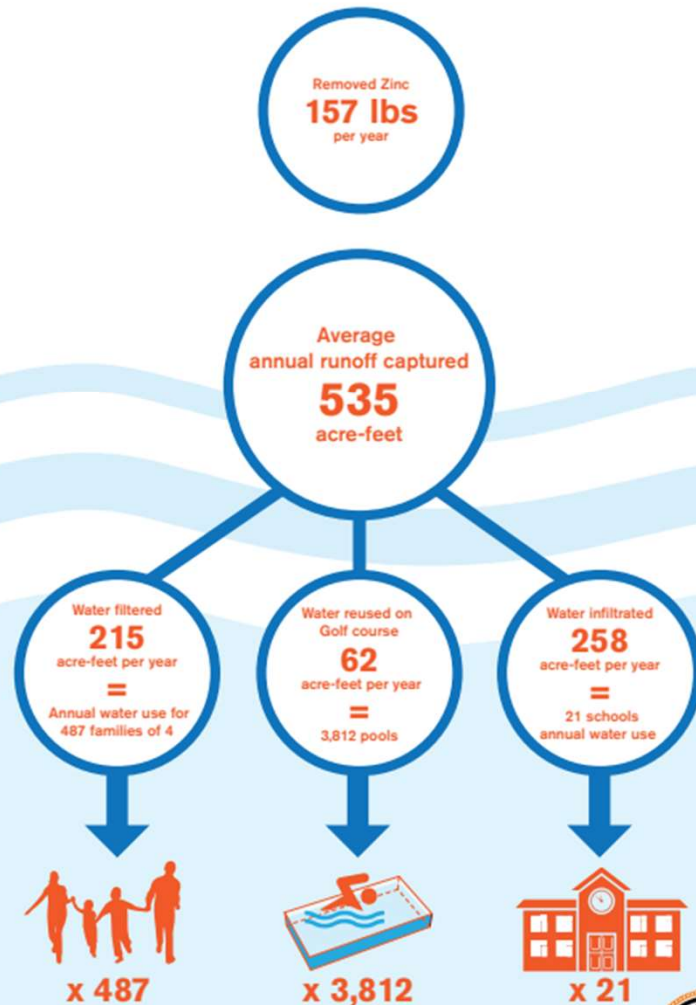 Removed Zinc
157 lbs
per year
Average
annual runoff captured
535
acre-feet
Water filtered
215
acre-feet per year
=
Annual water use for
487 families of 4
Water reused on
Golf course
62
acre-feet per year
=
3,812 pools
Water infiltrated
258
acre-feet per year
=
21 schools
annual water use
x 487
x 3,812
x 21